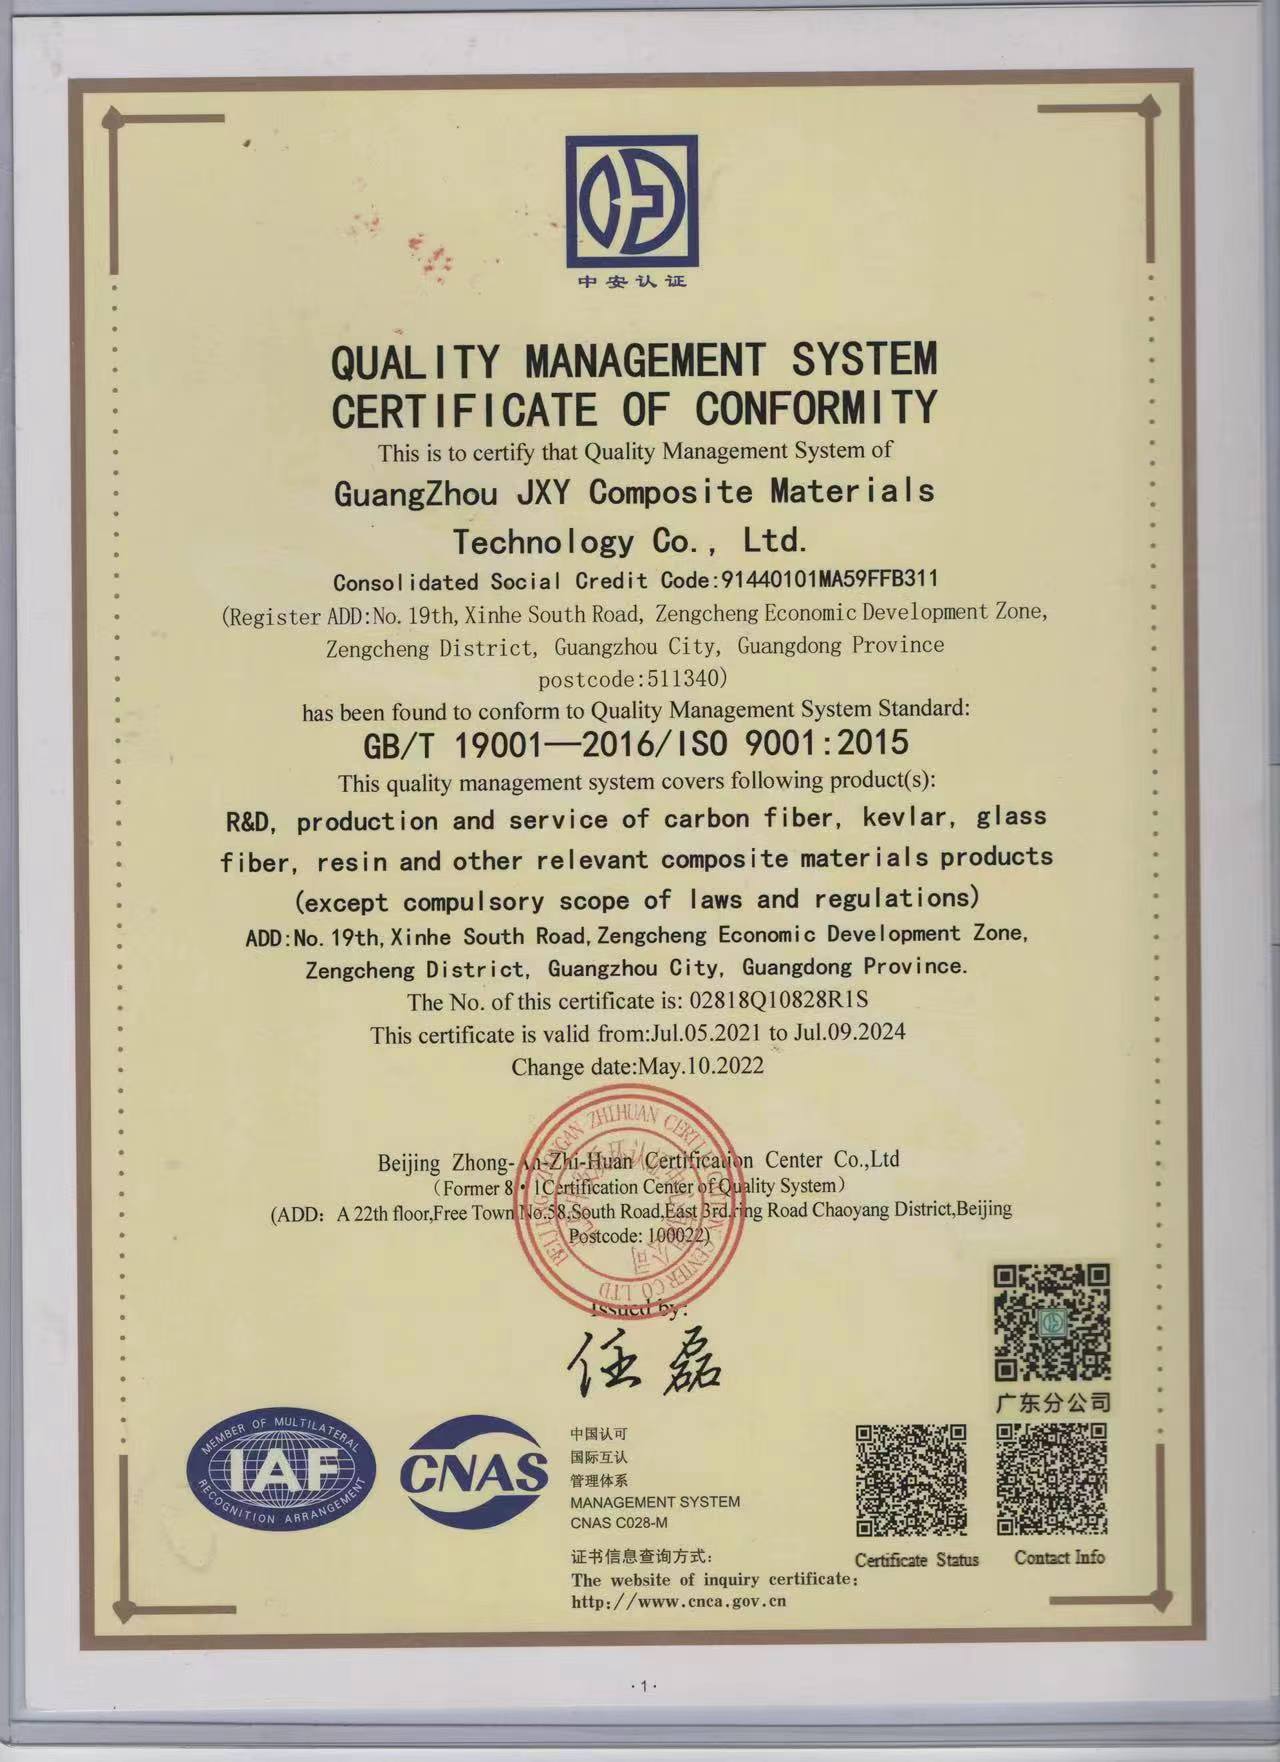 中安认证
QUALITY MANAGEMENT SYSTEM
CERTIFICATE OF CONFORMITY
This is to certify that Quality Management System of
GuangZhou JXY Composite Materials
Technology Co., Ltd.
Consolidated Social Credit Code:91440101MA59FFB311
(Register ADD:No. 19th, Xinhe South Road, Zengcheng Economic Development Zone,
Zengcheng District, Guangzhou City, Guangdong Province
postcode:511340)
has been found to conform to Quality Management System Standard:
GB/T 19001—2016/ISO 9001:2015
This quality management system covers following product(s):
R&D, production and service of carbon fiber, kevlar, glass
fiber, resin and other relevant composite materials products
(except compulsory scope of laws and regulations)
ADD:No. 19th, Xinhe South Road, Zengcheng Economic Development Zone,
Zengcheng District, Guangzhou City, Guangdong Province.
The No. of this certificate is: 02818Q10828R1S
This certificate is valid from:Jul.05.2021 to Jul.09.2024
Change date:May.10.2022
BEIJING ZHONGAN ZHIHUAN CERTIFICATION CENTER CO LTD
Beijing Zhong-An-Zhi-Huan Certification Center Co.,Ltd
(Former 8·1Certification Center of Quality System)
(ADD: A 22th floor,Free Town,No.58,South Road,East 3rd.ring Road Chaoyang District,Beijing
Postcode: 100022)
Issued by:
任磊
广东分公司
MEMBER OF MULTILATERAL
IAF
RECOGNITION ARRANGEMENT
CNAS
中国认可
国际互认
管理体系
MANAGEMENT SYSTEM
CNAS C028-M
Certificate Status
Contact Info
证书信息查询方式:
The website of inquiry certificate:
http://www.cnca.gov.cn
·1·